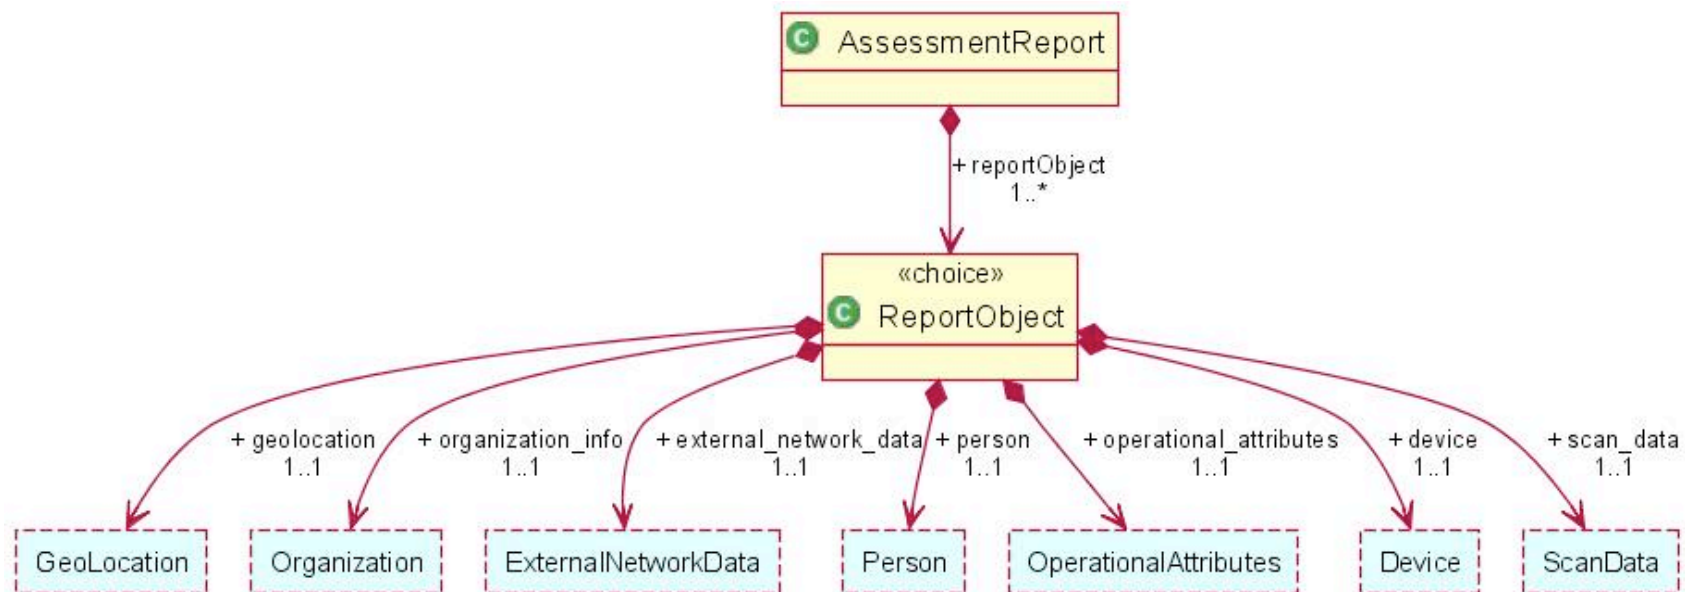 C AssessmentReport
+ reportObject
1..*
«choice»
C ReportObject
+ geolocation
1..1
+ organization_info
1..1
+ external_network_data
1..1
+ person
1..1
+ operational_attributes
1..1
+ device
1..1
+ scan_data
1..1
GeoLocation
Organization
ExternalNetworkData
Person
OperationalAttributes
Device
ScanData